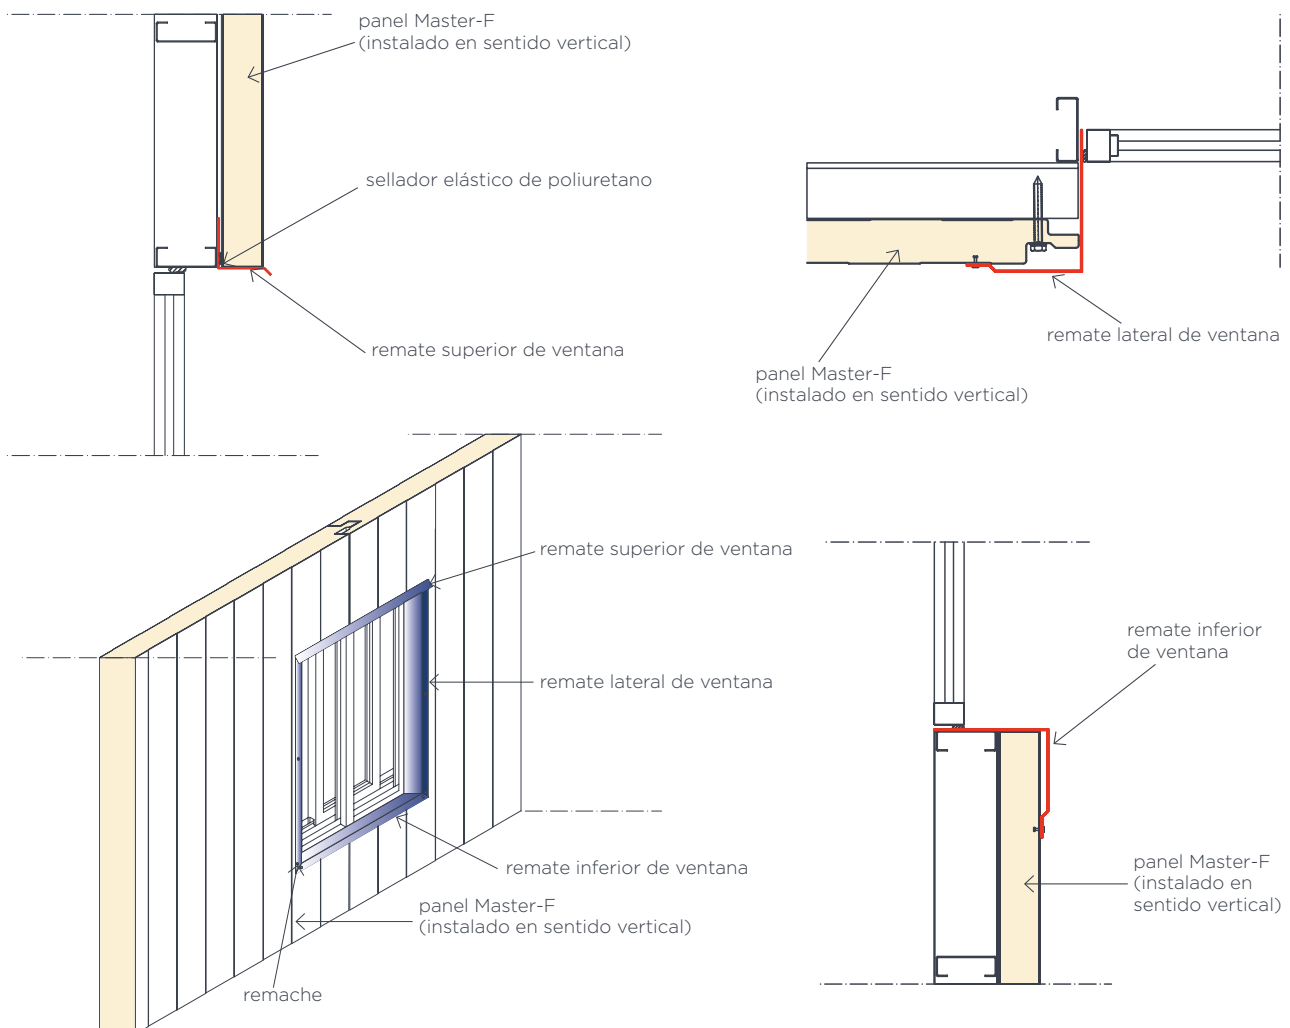 panel Master-F
(instalado en sentido vertical)
sellador elástico de poliuretano
remate superior de ventana
remate lateral de ventana
panel Master-F
(instalado en sentido vertical)
remate superior de ventana
remate lateral de ventana
remate inferior de ventana
panel Master-F
(instalado en sentido vertical)
remache
remate inferior
de ventana
panel Master-F
(instalado en
sentido vertical)